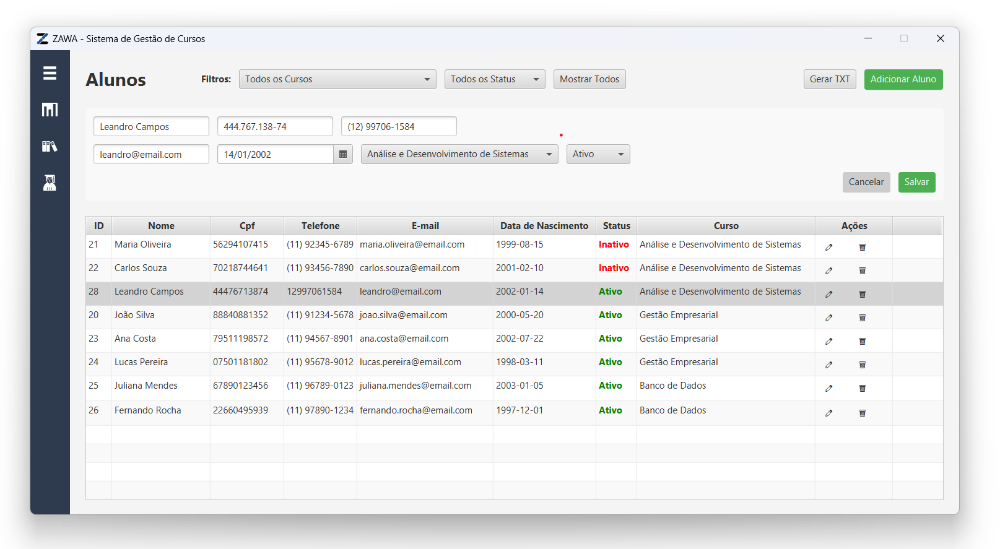 ZAWA - Sistema de Gestão de Cursos
Alunos Filtros: Todos os Cursos Todos os Status Mostrar Todos Gerar TXT Adicionar Aluno
Leandro Campos 444.767.138-74 (12) 99706-1584
leandro@email.com 14/01/2002 Análise e Desenvolvimento de Sistemas Ativo
Cancelar Salvar
ID Nome Cpf Telefone E-mail Data de Nascimento Status Curso Ações
21 Maria Oliveira 56294107415 (11) 92345-6789 maria.oliveira@email.com 1999-08-15 Inativo Análise e Desenvolvimento de Sistemas
22 Carlos Souza 70218744641 (11) 93456-7890 carlos.souza@email.com 2001-02-10 Inativo Análise e Desenvolvimento de Sistemas
28 Leandro Campos 44476713874 12997061584 leandro@email.com 2002-01-14 Ativo Análise e Desenvolvimento de Sistemas
20 João Silva 88840881352 (11) 91234-5678 joao.silva@email.com 2000-05-20 Ativo Gestão Empresarial
23 Ana Costa 79511198572 (11) 94567-8901 ana.costa@email.com 2002-07-22 Ativo Gestão Empresarial
24 Lucas Pereira 07501181802 (11) 95678-9012 lucas.pereira@email.com 1998-03-11 Ativo Gestão Empresarial
25 Juliana Mendes 67890123456 (11) 96789-0123 juliana.mendes@email.com 2003-01-05 Ativo Banco de Dados
26 Fernando Rocha 22660495939 (11) 97890-1234 fernando.rocha@email.com 1997-12-01 Ativo Banco de Dados